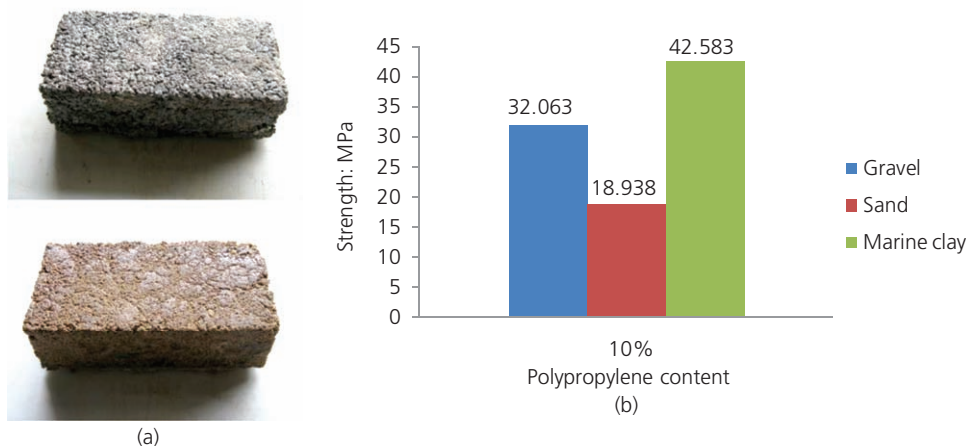 (a)
Strength: MPa
45
40
35
30
25
20
15
10
5
0
32.063
18.938
42.583
10%
Polypropylene content
(b)
Gravel
Sand
Marine clay